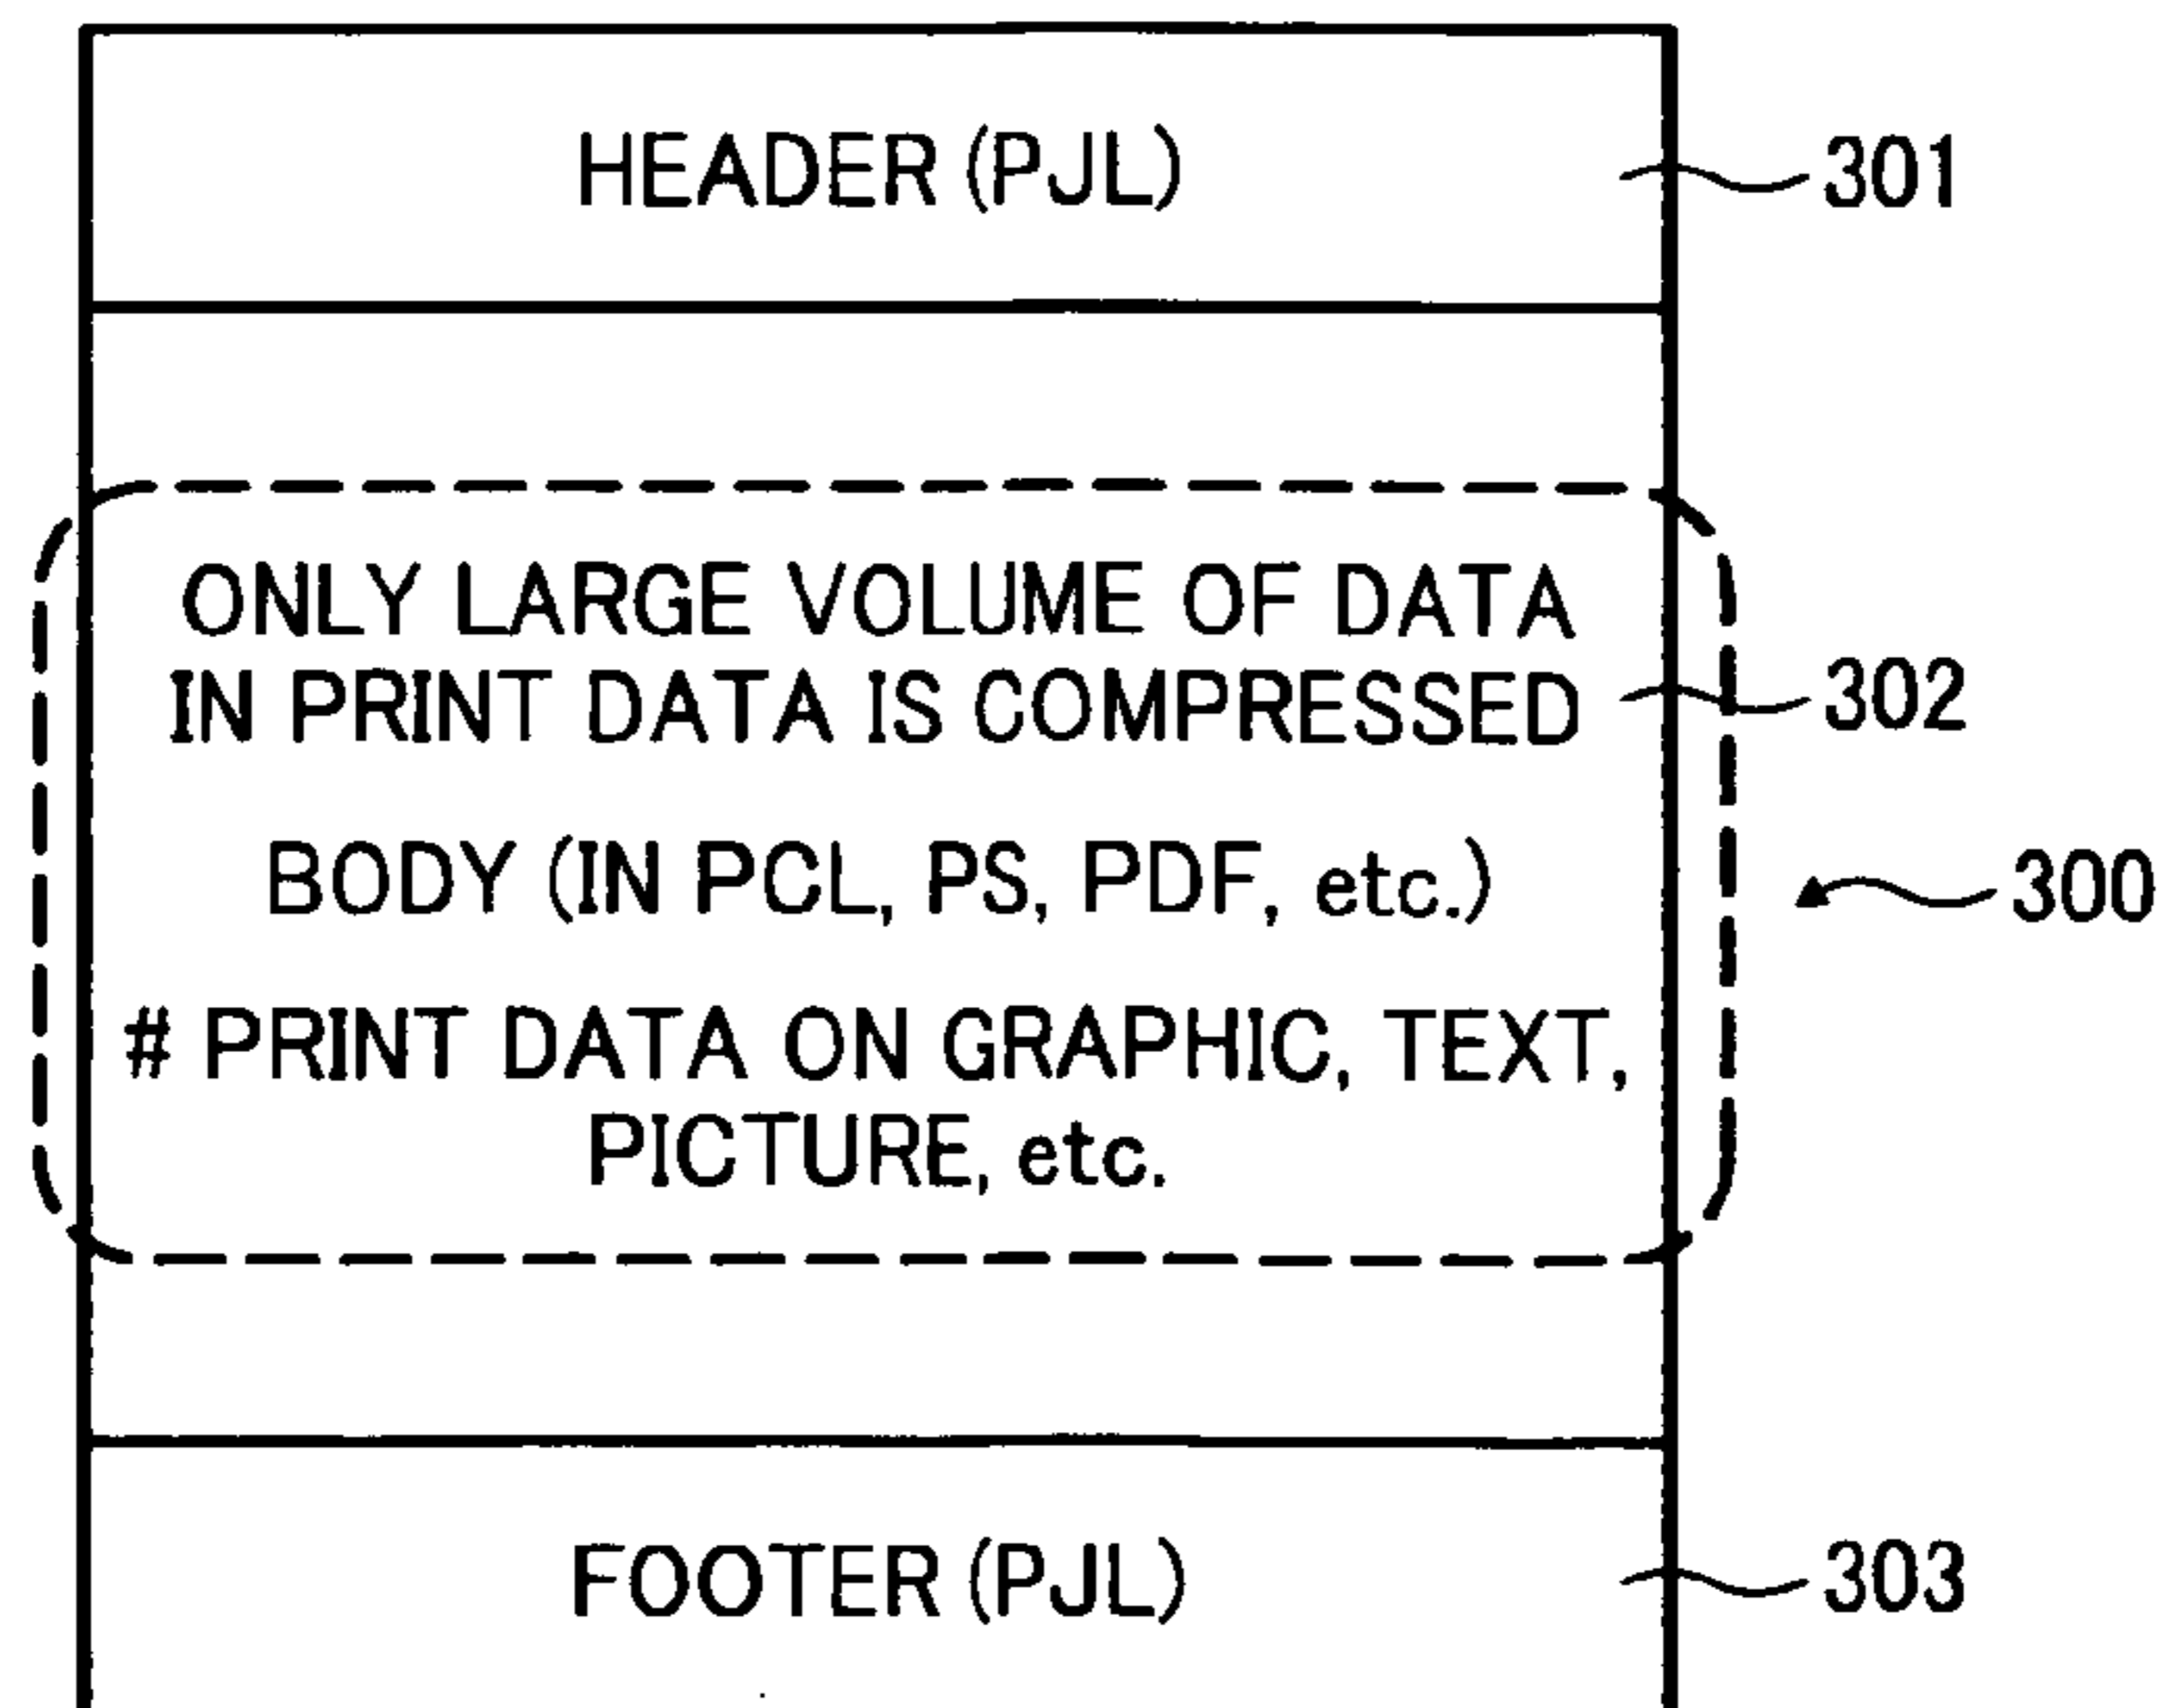 HEADER (PJL)
301
ONLY LARGE VOLUME OF DATA
IN PRINT DATA IS COMPRESSED
302
BODY (IN PCL, PS, PDF, etc.)
300
# PRINT DATA ON GRAPHIC, TEXT,
PICTURE, etc.
FOOTER (PJL)
303